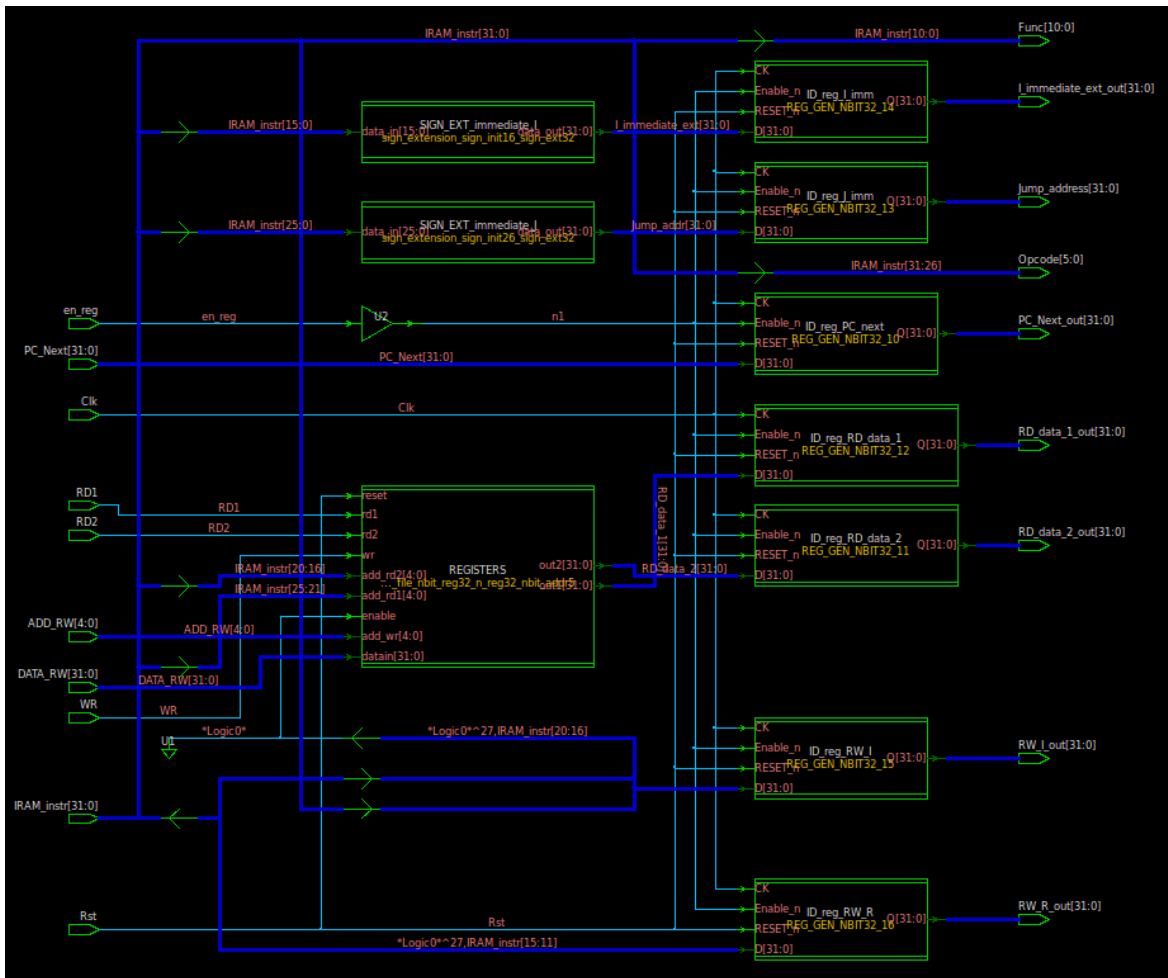 IRAM_instr[31:0]
IRAM_instr[10:0]
Func[10:0]
CK
Enable_n
RESET_n
D[31:0]
ID_reg_I_imm
REG_GEN_NBIT32_14
Q[31:0]
I_immediate_ext_out[31:0]
IRAM_instr[15:0]
data_in[15:0]
SIGN_EXT_immediate_I
sign_extension_sign_init16_sign_ext32
data_out[31:0]
I_immediate_ext[31:0]
CK
Enable_n
RESET_n
D[31:0]
ID_reg_I_imm
REG_GEN_NBIT32_13
Q[31:0]
Jump_address[31:0]
IRAM_instr[25:0]
data_in[25:0]
SIGN_EXT_immediate_I
sign_extension_sign_init26_sign_ext32
data_out[31:0]
Jump_addr[31:0]
IRAM_instr[31:26]
Opcode[5:0]
en_reg
en_reg
U2
n1
CK
Enable_n
RESET_n
D[31:0]
ID_reg_PC_next
REG_GEN_NBIT32_10
Q[31:0]
PC_Next_out[31:0]
PC_Next[31:0]
PC_Next[31:0]
Clk
Clk
CK
Enable_n
RESET_n
D[31:0]
ID_reg_RD_data_1
REG_GEN_NBIT32_12
Q[31:0]
RD_data_1_out[31:0]
RD1
RD1
RD2
RD2
reset
rd1
rd2
wr
add_rd2[4:0]
add_rd1[4:0]
enable
add_wr[4:0]
datain[31:0]
REGISTERS
..._file_nbit_reg32_n_reg32_nbit_addr5
out2[31:0]
out1[31:0]
RD_data_1[31:0]
RD_data_2[31:0]
CK
Enable_n
RESET_n
D[31:0]
ID_reg_RD_data_2
REG_GEN_NBIT32_11
Q[31:0]
RD_data_2_out[31:0]
IRAM_instr[20:16]
IRAM_instr[25:21]
ADD_RW[4:0]
ADD_RW[4:0]
DATA_RW[31:0]
DATA_RW[31:0]
WR
WR
*Logic0*
U1
*Logic0*^27,IRAM_instr[20:16]
CK
Enable_n
RESET_n
D[31:0]
ID_reg_RW_I
REG_GEN_NBIT32_15
Q[31:0]
RW_I_out[31:0]
IRAM_instr[31:0]
Rst
Rst
*Logic0*^27,IRAM_instr[15:11]
CK
Enable_n
RESET_n
D[31:0]
ID_reg_RW_R
REG_GEN_NBIT32_16
Q[31:0]
RW_R_out[31:0]